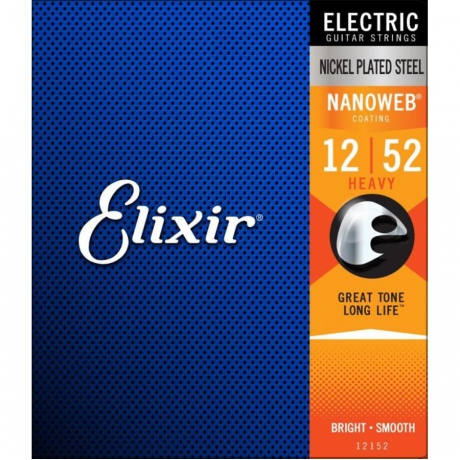 ELECTRIC
GUITAR STRINGS
NICKEL PLATED STEEL
NANOWEB®
COATING
12 | 52
HEAVY
Elixir®
e
GREAT TONE
LONG LIFE™
BRIGHT • SMOOTH
12152